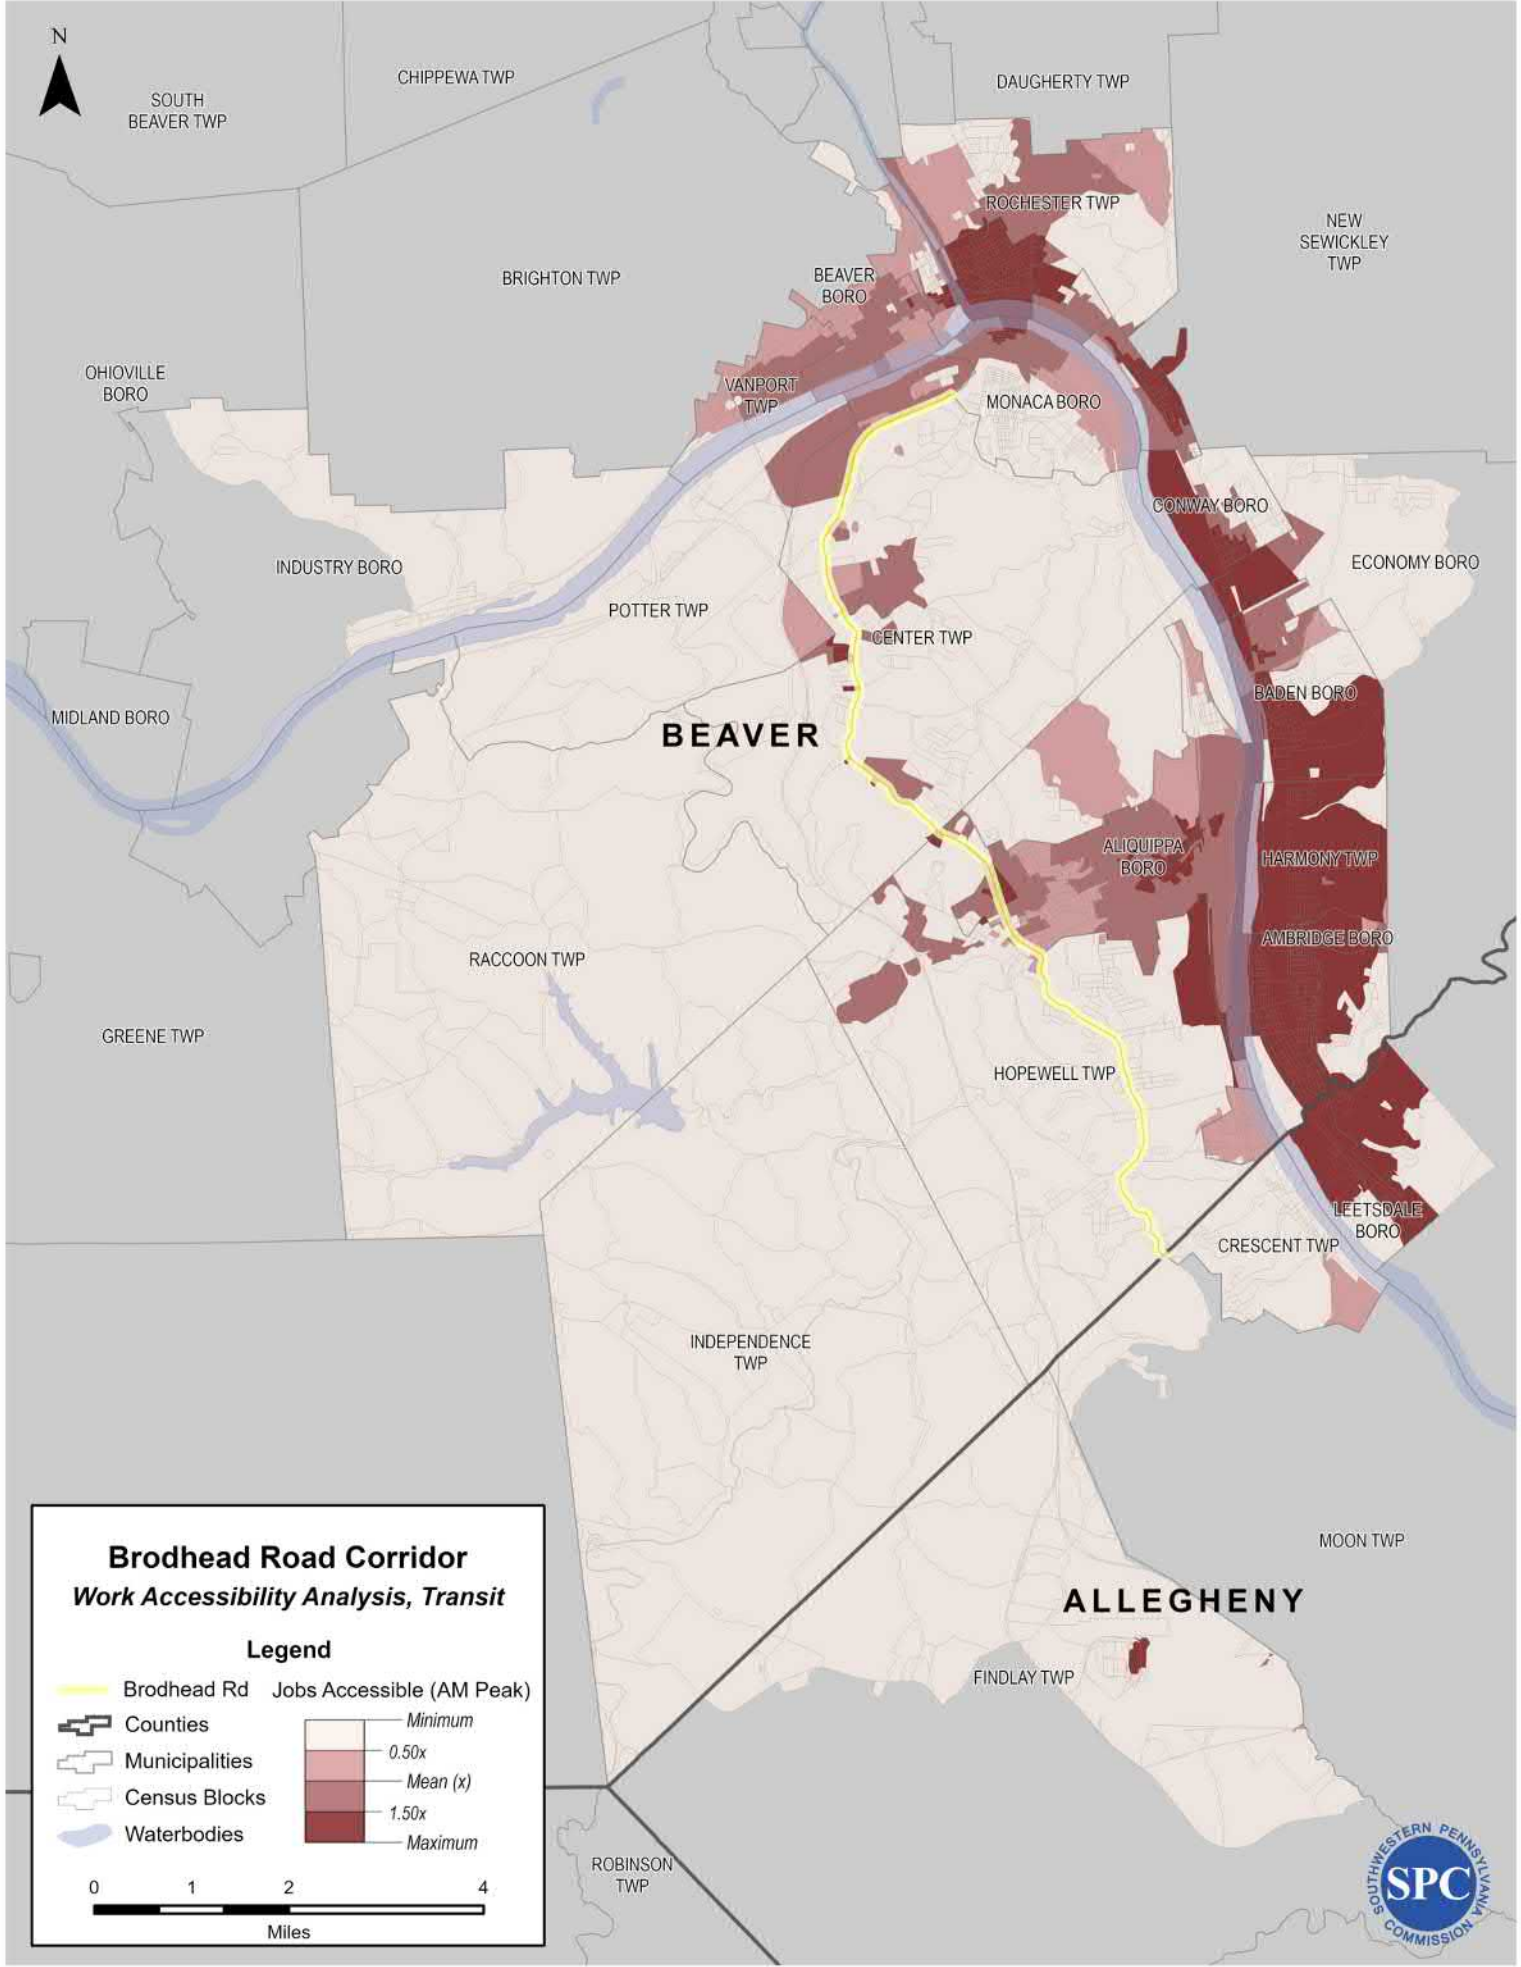 N
CHIPPEWA TWP
DAUGHERTY TWP
SOUTH
BEAVER TWP
ROCHESTER TWP
NEW
SEWICKLEY
TWP
BRIGHTON TWP
BEAVER
BORO
OHIOVILLE
BORO
VANPORT
TWP
MONACA BORO
CONWAY BORO
ECONOMY BORO
INDUSTRY BORO
POTTER TWP
CENTER TWP
BADEN BORO
MIDLAND BORO
BEAVER
ALIQUIPPA
BORO
HARMONY TWP
AMBRIDGE BORO
RACCOON TWP
GREENE TWP
HOPEWELL TWP
LEETSDALE
BORO
CRESCENT TWP
INDEPENDENCE
TWP
MOON TWP
ALLEGHENY
FINDLAY TWP
ROBINSON
TWP
Brodhead Road Corridor
Work Accessibility Analysis, Transit
Legend
Brodhead Rd
Counties
Municipalities
Census Blocks
Waterbodies
Jobs Accessible (AM Peak)
Minimum
0.50x
Mean (x)
1.50x
Maximum
0 1 2 4
Miles
SOUTHWESTERN PENNSYLVANIA
SPC
COMMISSION